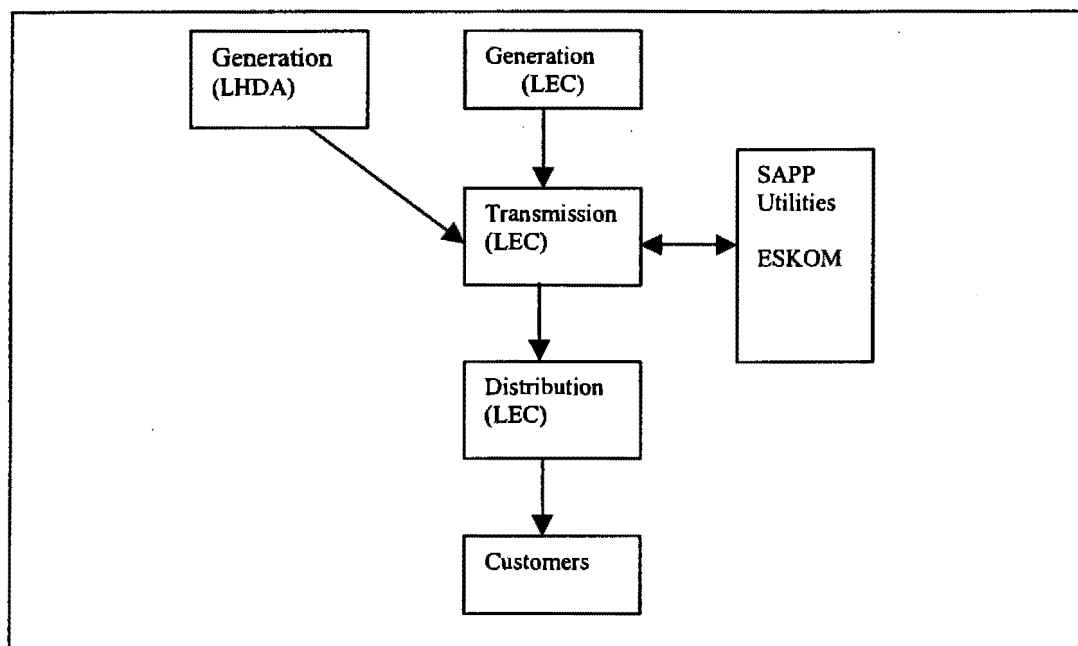 Generation
(LHDA)
Generation
(LEC)
Transmission
(LEC)
SAPP
Utilities
ESKOM
Distribution
(LEC)
Customers